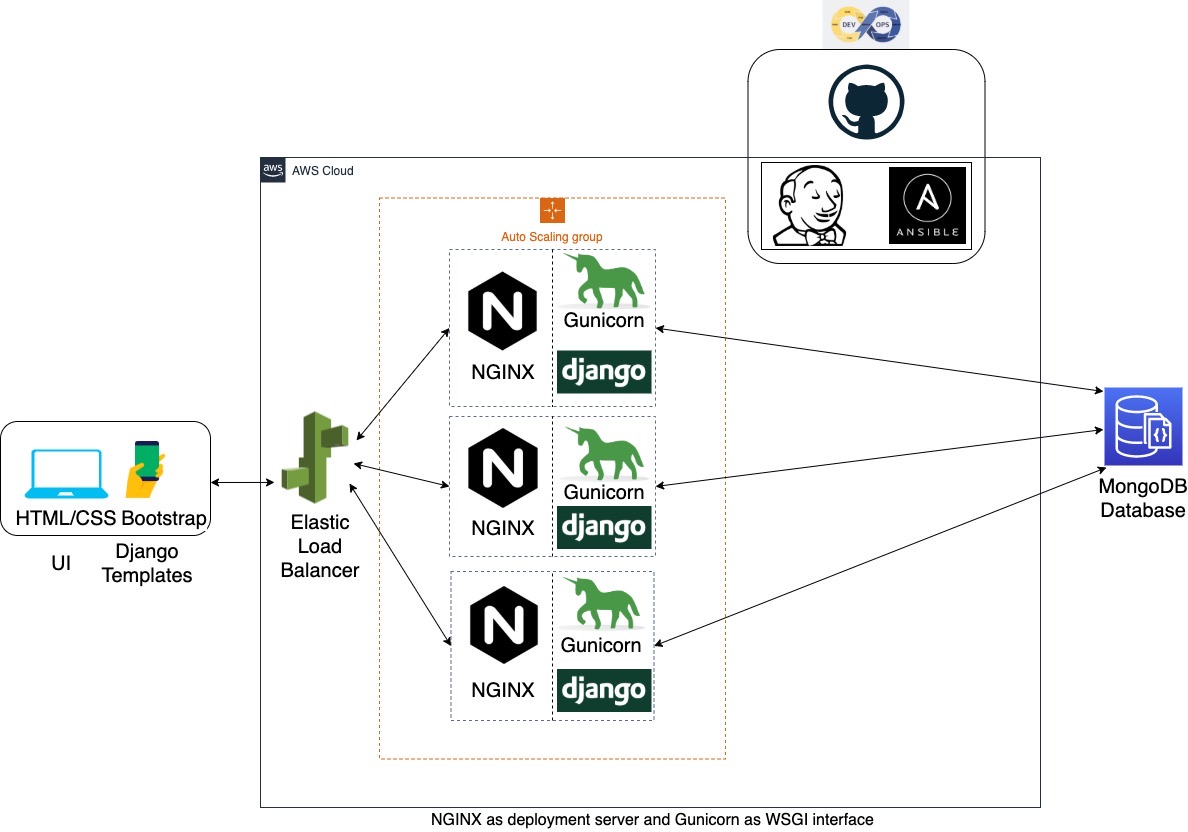 DEV OPS
aws AWS Cloud
ANSIBLE
Auto Scaling group
NGINX
Gunicorn
django
NGINX
Gunicorn
django
NGINX
Gunicorn
django
HTML/CSS Bootstrap
UI
Django
Templates
Elastic
Load
Balancer
MongoDB
Database
NGINX as deployment server and Gunicorn as WSGI interface